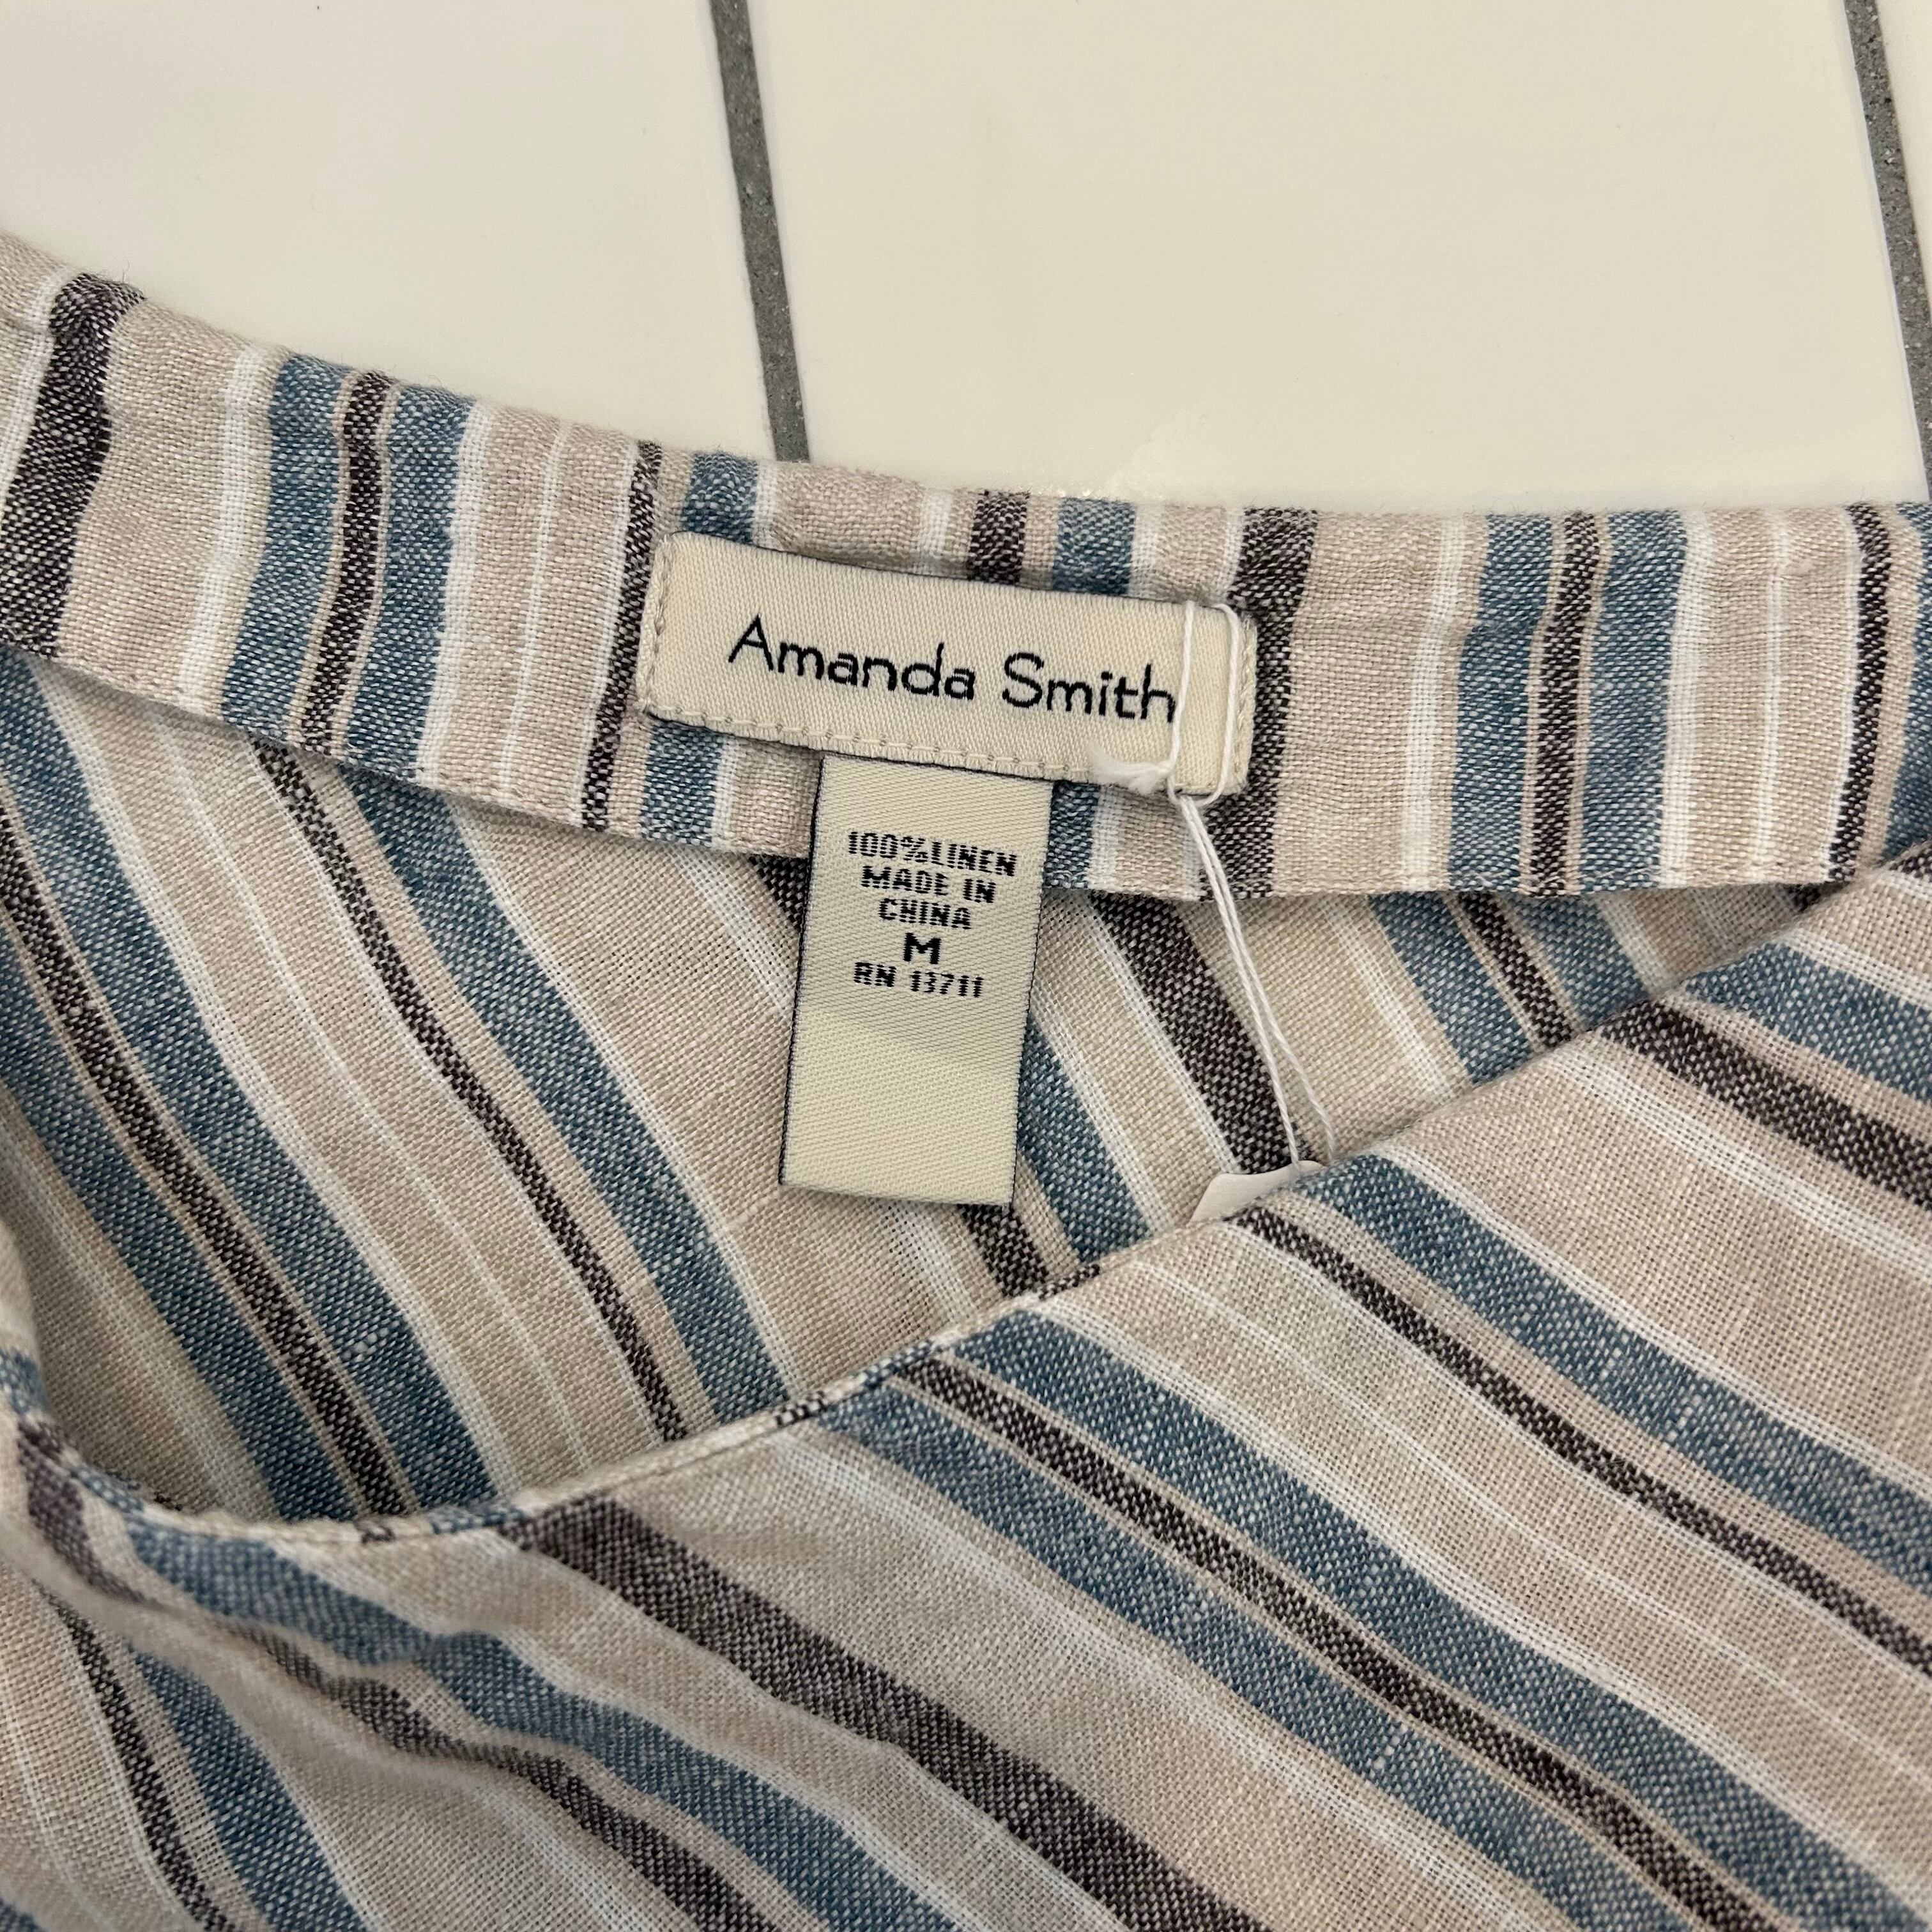 Amanda Smith
100%LINEN
MADE IN
CHINA
M
RN 13711